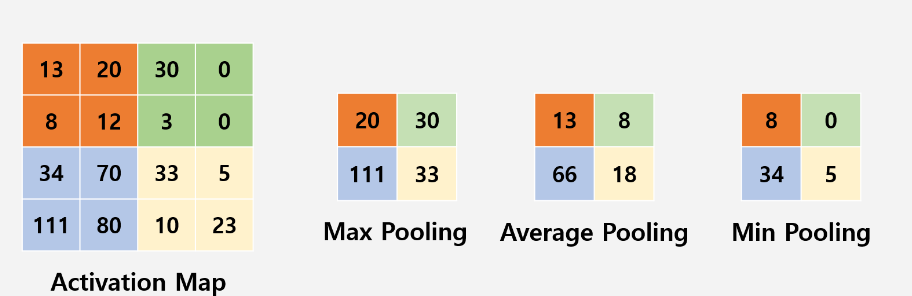 13 20 30 0
8 12 3 0
34 70 33 5
111 80 10 23
Activation Map
20 30
111 33
Max Pooling
13 8
66 18
Average Pooling
8 0
34 5
Min Pooling